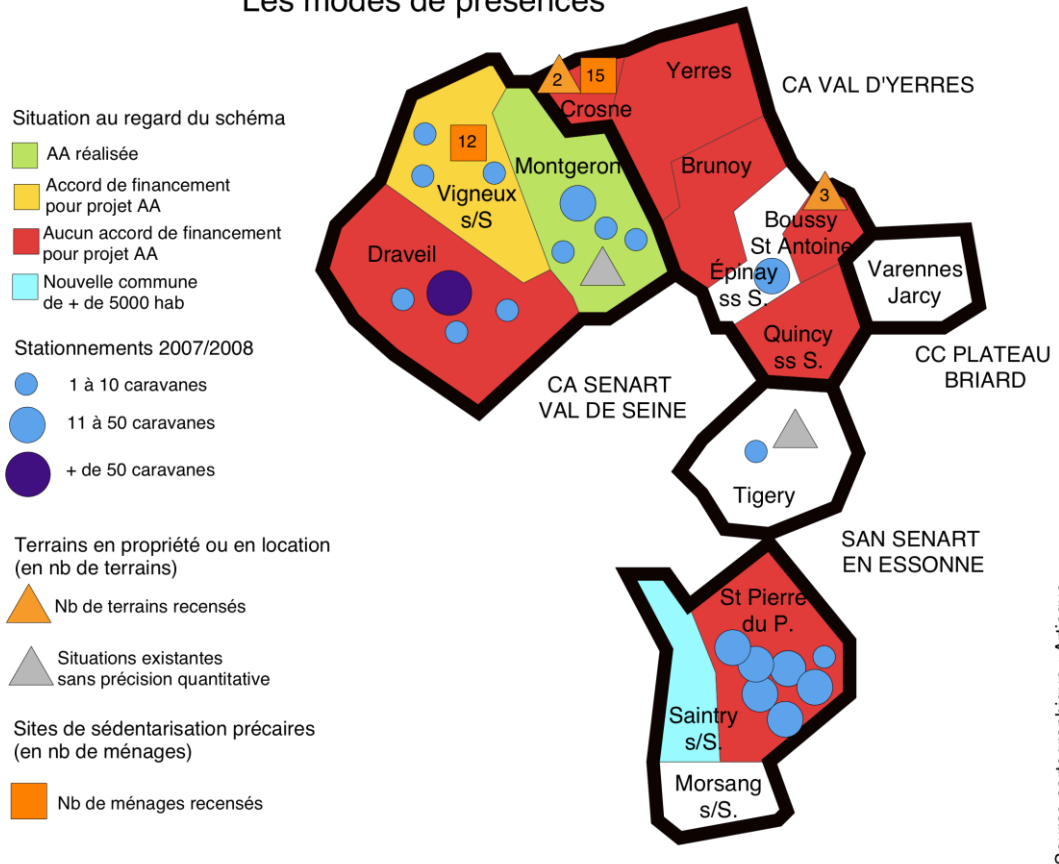 Les modes de présences
Situation au regard du schéma
AA réalisée
Accord de financement
pour projet AA
Aucun accord de financement
pour projet AA
Nouvelle commune
de + de 5000 hab
Stationnements 2007/2008
1 à 10 caravanes
11 à 50 caravanes
+ de 50 caravanes
Terrains en propriété ou en location
(en nb de terrains)
Nb de terrains recensés
Situations existantes
sans précision quantitative
Sites de sédentarisation précaires
(en nb de ménages)
Nb de ménages recensés
2
15
Crosne
Yerres
CA VAL D'YERRES
12
Vigneux
s/S
Montgeron
Brunoy
3
Boussy
St Antoine
Draveil
Épinay
ss S.
Varennes
Jarcy
Quincy
ss S.
CC PLATEAU
BRIARD
CA SENART
VAL DE SEINE
Tigery
SAN SENART
EN ESSONNE
St Pierre
du P.
Saintry
s/S.
Morsang
s/S.